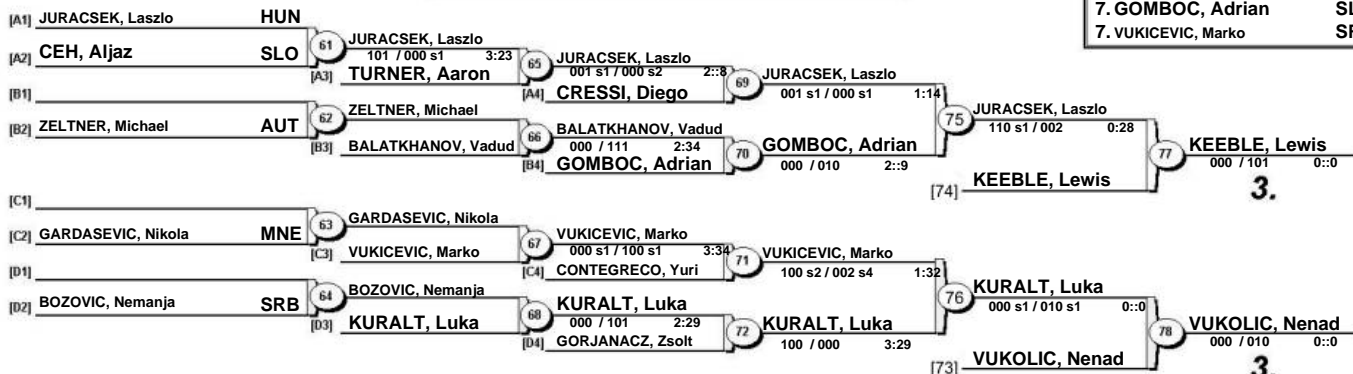 7. GOMBOC, Adrian SL
7. VUKICEVIC, Marko
[A1] JURACSEK, Laszlo HUN
[A2] CEH, Aljaz SLO
61
JURACSEK, Laszlo
101 / 000 s1 3:23
[A3] TURNER, Aaron
65
JURACSEK, Laszlo
001 s1 / 000 s2 2::8
[A4] CRESSI, Diego
69
JURACSEK, Laszlo
001 s1 / 000 s1 1:14
[B1]
[B2] ZELTNER, Michael AUT
62
ZELTNER, Michael
[B3] BALATKHANOV, Vadud
66
BALATKHANOV, Vadud
000 / 111 2:34
[B4] GOMBOC, Adrian
70
GOMBOC, Adrian
000 / 010 2::9
75
JURACSEK, Laszlo
110 s1 / 002 0:28
[74] KEEBLE, Lewis
77
KEEBLE, Lewis
000 / 101 0::0
3.
[C1]
[C2] GARDASEVIC, Nikola MNE
63
GARDASEVIC, Nikola
[C3] VUKICEVIC, Marko
67
VUKICEVIC, Marko
000 s1 / 100 s1 3:34
[C4] CONTEGRECO, Yuri
71
VUKICEVIC, Marko
100 s2 / 002 s4 1:32
[D1]
[D2] BOZOVIC, Nemanja SRB
64
BOZOVIC, Nemanja
[D3] KURALT, Luka
68
KURALT, Luka
000 / 101 2:29
[D4] GORJANACZ, Zsolt
72
KURALT, Luka
100 / 000 3:29
76
KURALT, Luka
000 s1 / 010 s1 0::0
[73] VUKOLIC, Nenad
78
VUKOLIC, Nenad
000 / 010 0::0
3.